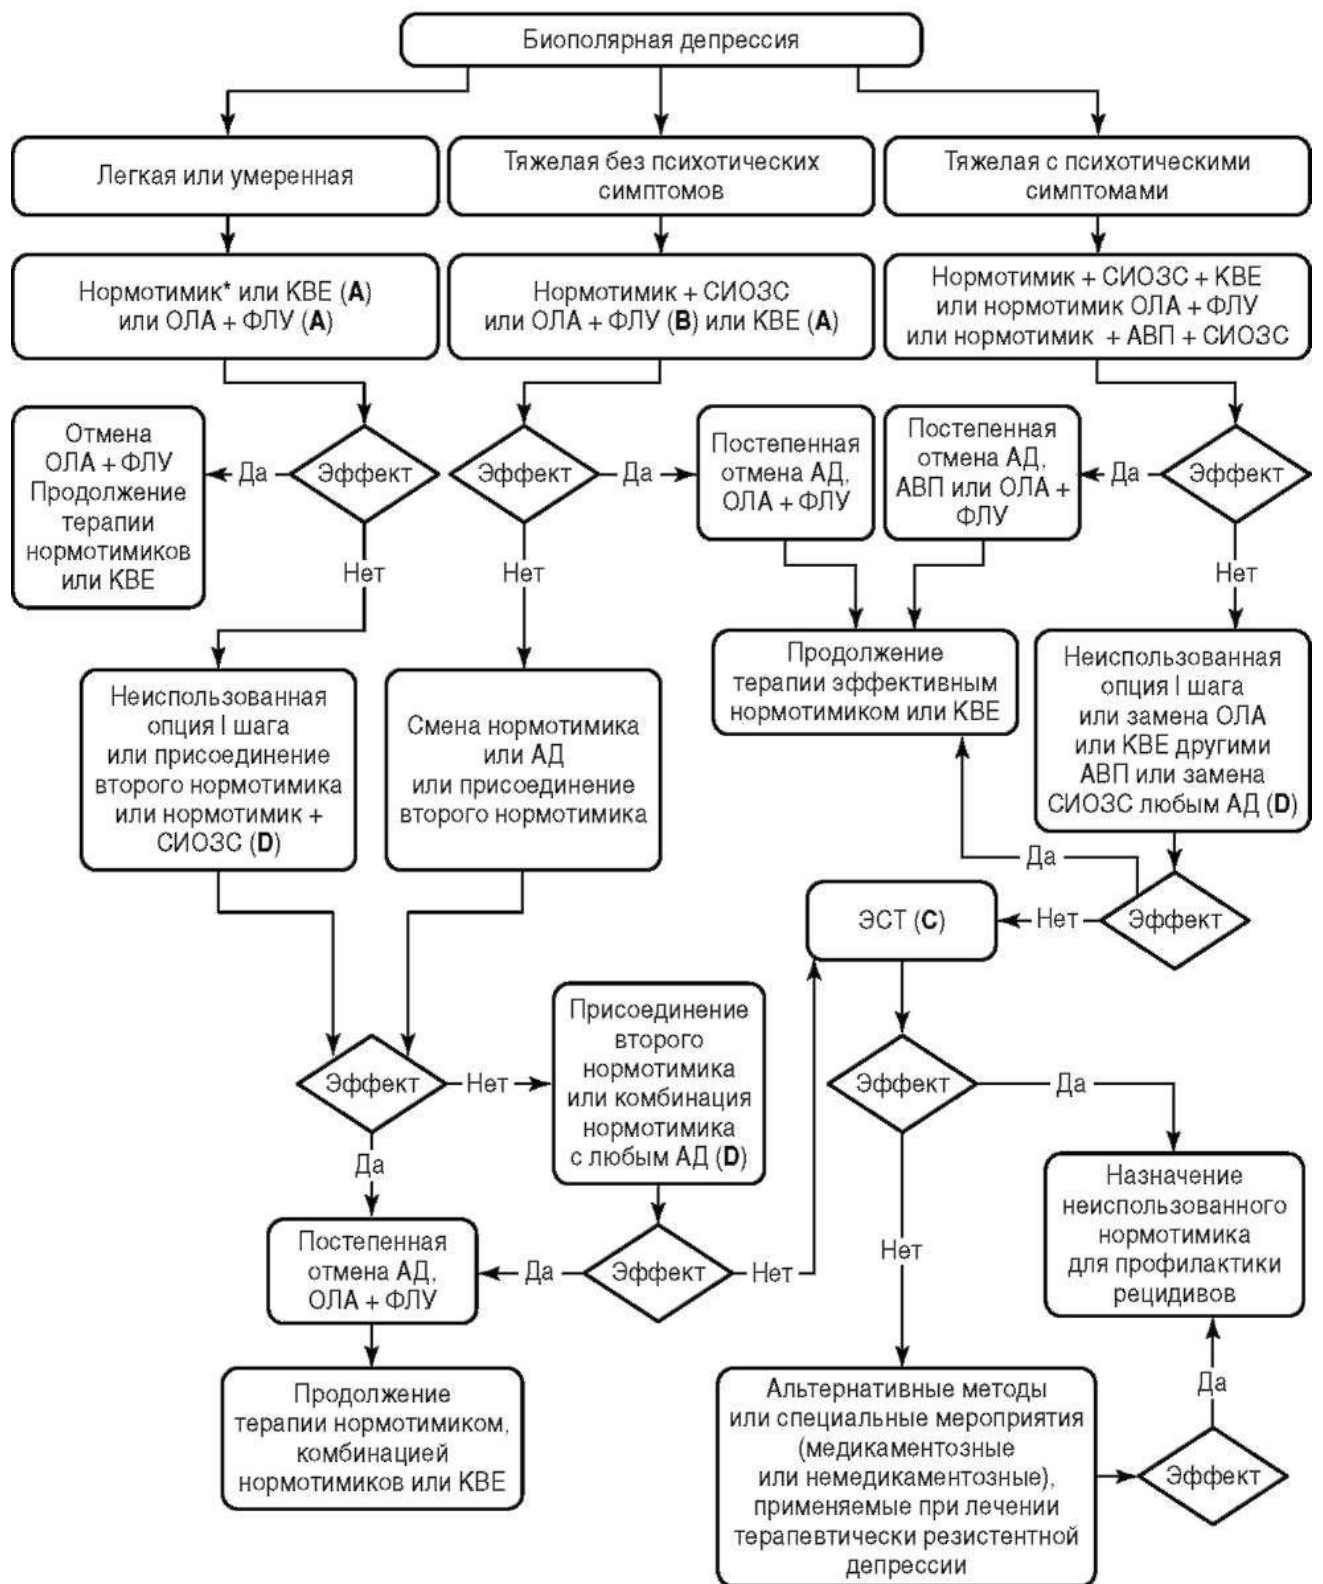 Биополярная депрессия
Легкая или умеренная
Тяжелая без психотических
симптомов
Тяжелая с психотическими
симптомами
Нормотимик* или КВЕ (A)
или ОЛА + ФЛУ (A)
Нормотимик + СИОЗС
или ОЛА + ФЛУ (B) или КВЕ (A)
Нормотимик + СИОЗС + КВЕ
или нормотимик ОЛА + ФЛУ
или нормотимик + АВП + СИОЗС
Отмена
ОЛА + ФЛУ
Продолжение
терапии
нормотимиков
или КВЕ
Да
Эффект
Нет
Эффект
Да
Нет
Постепенная
отмена АД,
ОЛА + ФЛУ
Постепенная
отмена АД,
АВП или ОЛА +
ФЛУ
Да
Эффект
Нет
Неиспользованная
опция I шага
или присоединение
второго нормотимика
или нормотимик +
СИОЗС (D)
Смена нормотимика
или АД
или присоединение
второго нормотимика
Продолжение
терапии эффективным
нормотимиком или КВЕ
Неиспользованная
опция I шага
или замена ОЛА
или КВЕ другими
АВП или замена
СИОЗС любым АД (D)
Да
Эффект
Нет
ЭСТ (C)
Эффект
Нет
Да
Присоединение
второго
нормотимика
или комбинация
нормотимика
с любым АД (D)
Эффект
Да
Нет
Постепенная
отмена АД,
ОЛА + ФЛУ
Да
Эффект
Нет
Продолжение
терапии нормотимиком,
комбинацией
нормотимиков или КВЕ
Да
Назначение
неиспользованного
нормотимика
для профилактики
рецидивов
Альтернативные методы
или специальные мероприятия
(медикаментозные
или немедикаментозные),
применяемые при лечении
терапевтически резистентной
депрессии
Да
Эффект